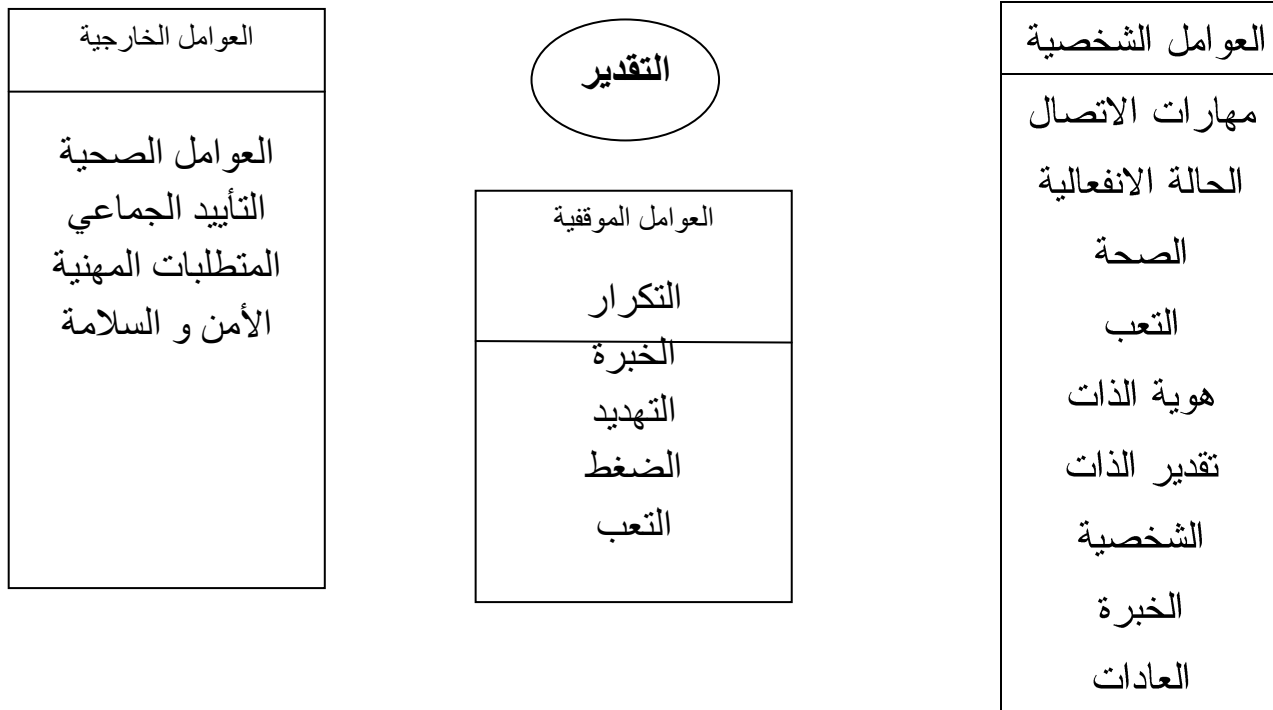 العوامل الشخصية
مهارات الاتصال
الحالة الانفعالية
الصحة
التعب
هوية الذات
تقدير الذات
الشخصية
الخبرة
العادات
التقدير
العوامل الموقفية
التكرار
الخبرة
التهديد
الضغط
التعب
العوامل الخارجية
العوامل الصحية
التأييد الجماعي
المتطلبات المهنية
الأمن و السلامة